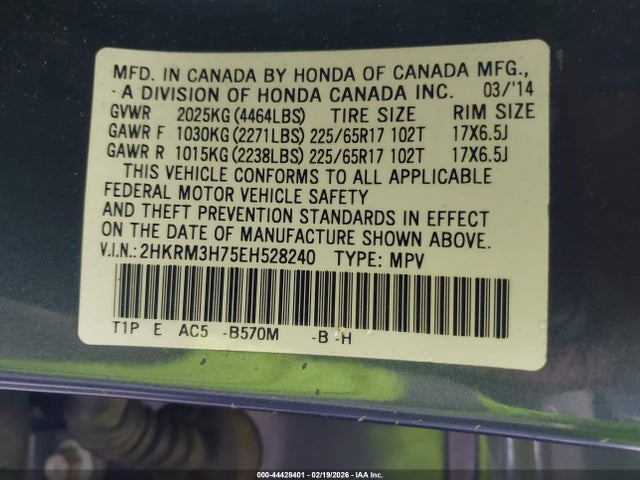 MFD. IN CANADA BY HONDA OF CANADA MFG.,
- A DIVISION OF HONDA CANADA INC. 03/'14
GVWR 2025KG (4464LBS) TIRE SIZE RIM SIZE
GAWR F 1030KG (2271LBS) 225/65R17 102T 17X6.5J
GAWR R 1015KG (2238LBS) 225/65R17 102T 17X6.5J
THIS VEHICLE CONFORMS TO ALL APPLICABLE
FEDERAL MOTOR VEHICLE SAFETY
AND THEFT PREVENTION STANDARDS IN EFFECT
ON THE DATE OF MANUFACTURE SHOWN ABOVE.
V.I.N.: 2HKRM3H75EH528240 TYPE: MPV
T1P E AC5 -B570M -B -H
000-44428401 - 02/19/2026 - IAA Inc.